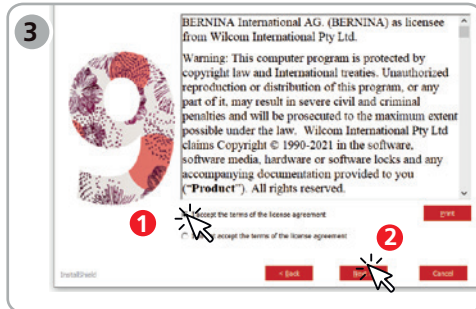 3
BERNINA International AG. (BERNINA) as licensee
from Wilcom International Pty Ltd.
Warning: This computer program is protected by
copyright law and International treaties. Unauthorized
reproduction or distribution of this program, or any
part of it, may result in severe civil and criminal
penalties and will be prosecuted to the maximum extent
possible under the law. Wilcom International Pty Ltd
claims Copyright © 1990-2021 in the software,
software media, hardware or software locks and any
accompanying documentation provided to you
("Product"). All rights reserved.
9
1
accept the terms of the license agreement
Print
accept the terms of the license agreement
2
InstallShield
< Back
Cancel